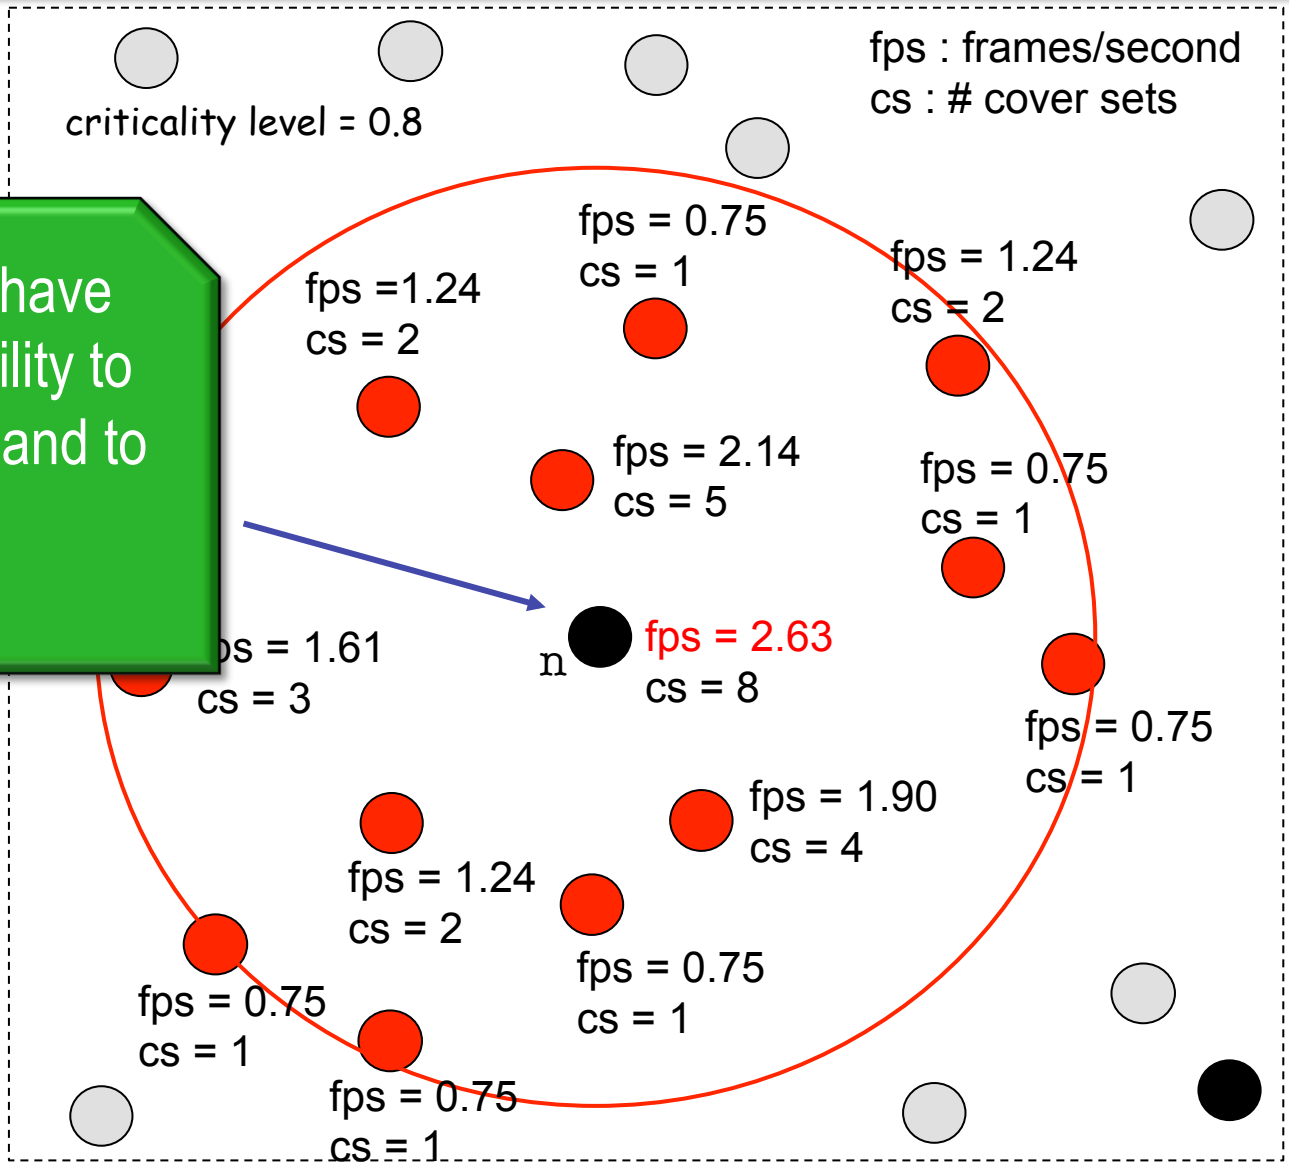 fps : frames/second
cs : # cover sets
criticality level = 0.8
fps = 0.75
cs = 1
fps = 1.24
cs = 2
fps =1.24
cs = 2
have
to
and to
fps = 2.14
cs = 5
fps = 0.75
cs = 1
n
fps = 2.63
cs = 8
= 1.61
cs = 3
fps = 0.75
cs = 1
fps = 1.90
cs = 4
fps = 1.24
cs = 2
fps = 0.75
cs = 1
fps = 0.75
cs = 1
fps = 0.75
cs = 1